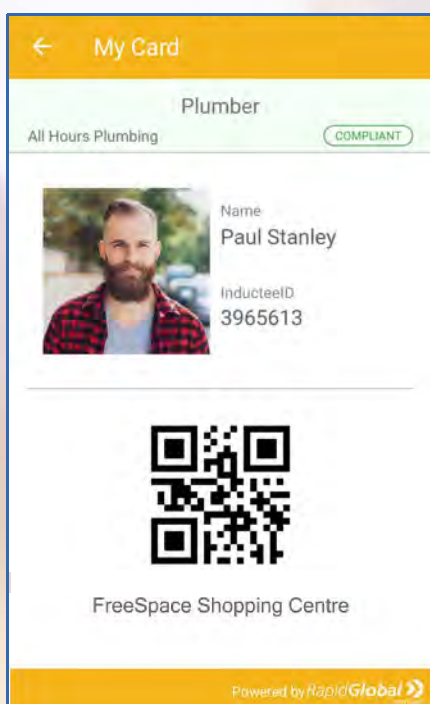 My Card
Plumber
All Hours Plumbing COMPLIANT
Name
Paul Stanley
InducteeID
3965613
FreeSpace Shopping Centre
Powered by RapidGlobal